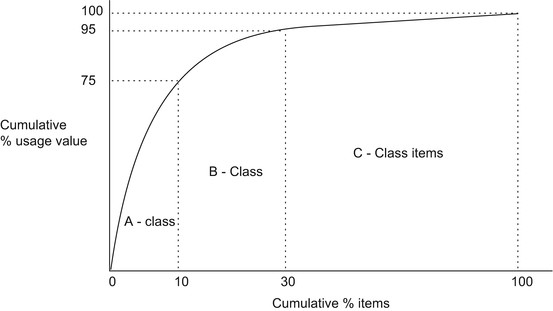 100
95
75
Cumulative
% usage value
C - Class items
B - Class
A - class
0
10
30
100
Cumulative % items